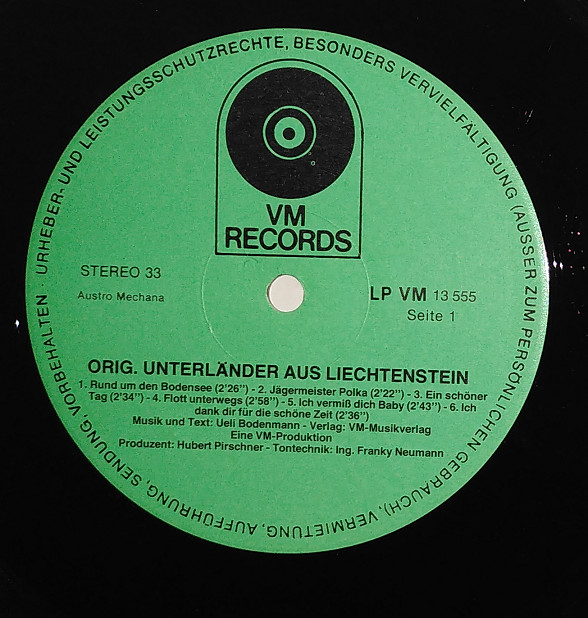 URHEBER- UND LEISTUNGSSCHUTZRECHTE, BESONDERS VERVIELFÄLTIGUNG (AUSSER ZUM PERSÖNLICHEN GEBRAUCH), VERMIETUNG, AUFFÜHRUNG, SENDUNG, VORBEHALTEN ·
VM
RECORDS
STEREO 33
Austro Mechana
LP VM 13 555
Seite 1
ORIG. UNTERLÄNDER AUS LIECHTENSTEIN
1. Rund um den Bodensee (2’26”) - 2. Jägermeister Polka (2’22”) - 3. Ein schöner
Tag (2’34”) - 4. Flott unterwegs (2’58”) - 5. Ich vermiß dich Baby (2’43”) - 6. Ich
dank dir für die schöne Zeit (2’36”)
Musik und Text: Ueli Bodenmann - Verlag: VM-Musikverlag
Eine VM-Produktion
Produzent: Hubert Pirschner - Tontechnik: Ing. Franky Neumann